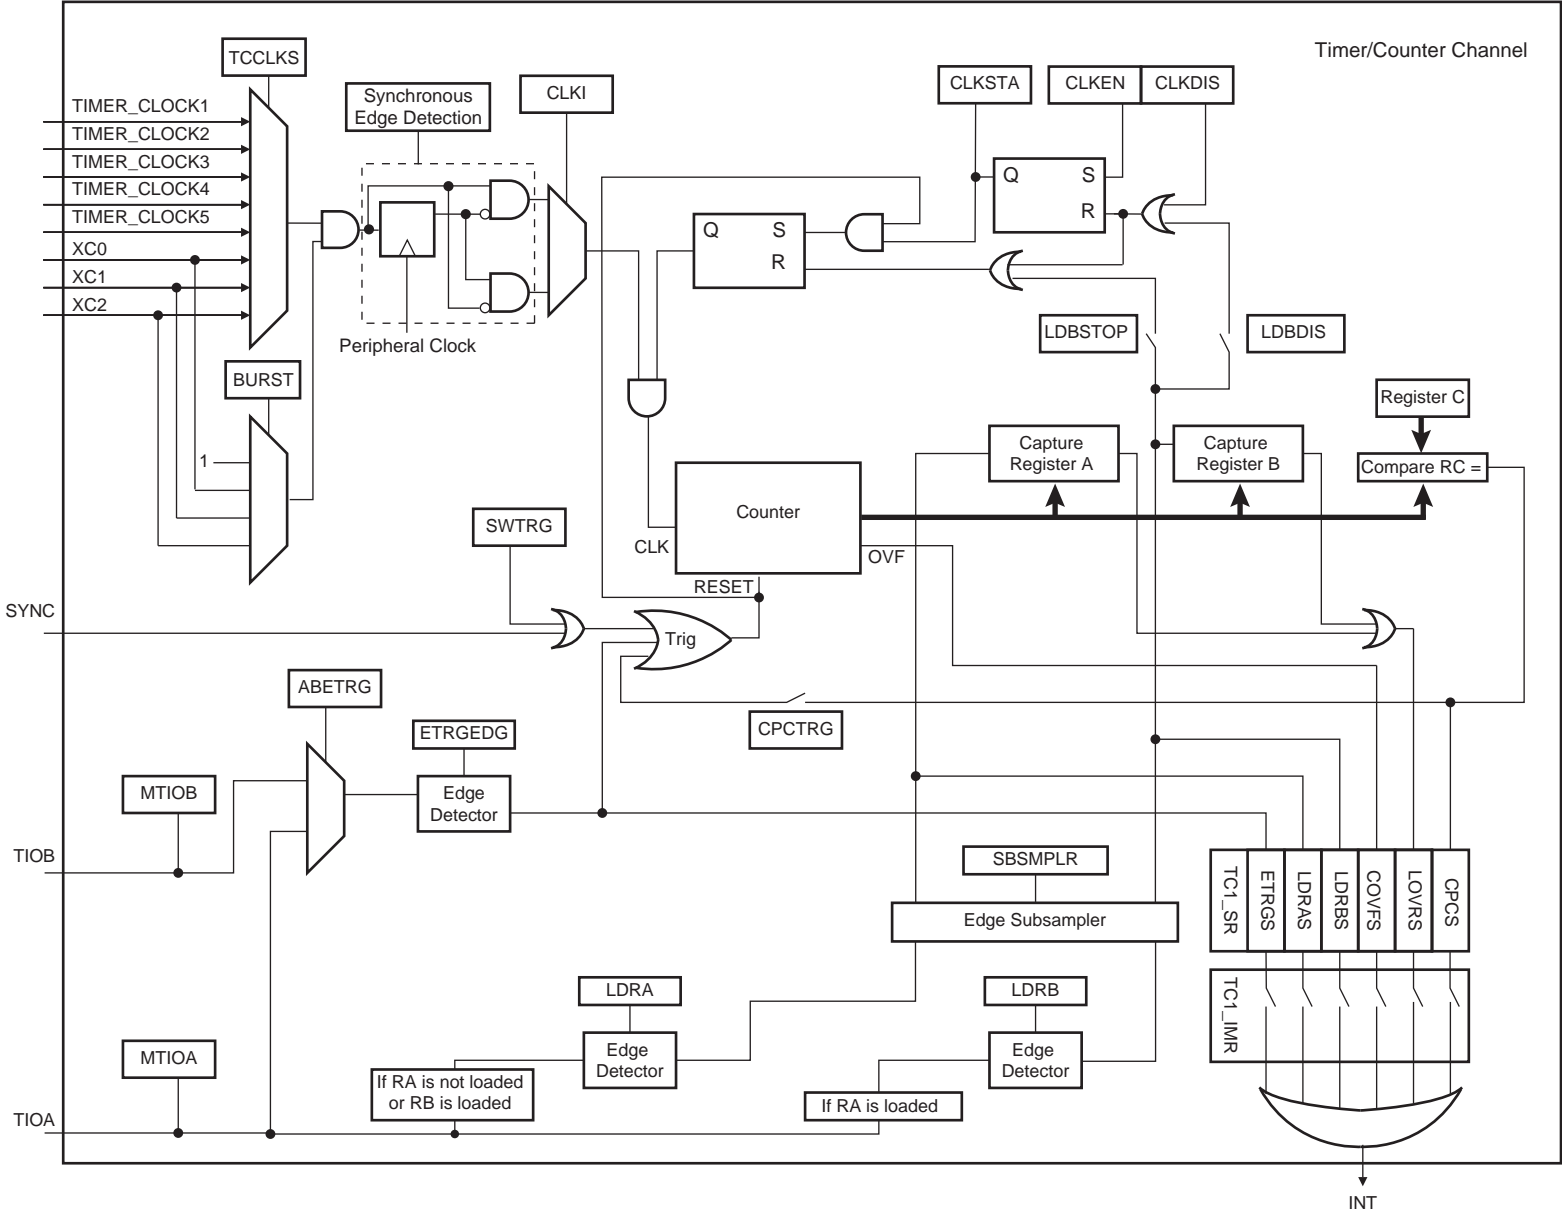 Timer/Counter Channel
TCCLKS
CLKSTA
CLKEN
CLKDIS
CLKI
Synchronous
Edge Detection
TIMER_CLOCK1
TIMER_CLOCK2
TIMER_CLOCK3
TIMER_CLOCK4
TIMER_CLOCK5
XC0
XC1
XC2
Q
S
R
Q
S
R
Peripheral Clock
LDBSTOP
LDBDIS
BURST
1
Register C
Capture
Register A
Capture
Register B
Compare RC =
Counter
SWTRG
CLK
OVF
RESET
SYNC
Trig
ABETRG
CPCTRG
ETRGEDG
MTIOB
Edge
Detector
TIOB
SBSMPLR
Edge Subsampler
TC1_SR
ETRGS
LDRAS
LDRBS
COVFS
LOVRS
CPCS
LDRA
LDRB
TC1_IMR
MTIOA
Edge
Detector
Edge
Detector
If RA is not loaded
or RB is loaded
If RA is loaded
TIOA
INT